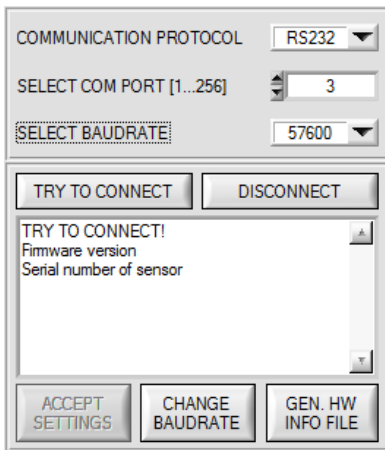 COMMUNICATION PROTOCOL RS232
SELECT COM PORT [1...256] 3
SELECT BAUDRATE 57600
TRY TO CONNECT DISCONNECT
TRY TO CONNECT!
Firmware version
Serial number of sensor
ACCEPT SETTINGS CHANGE BAUDRATE GEN. HW INFO FILE